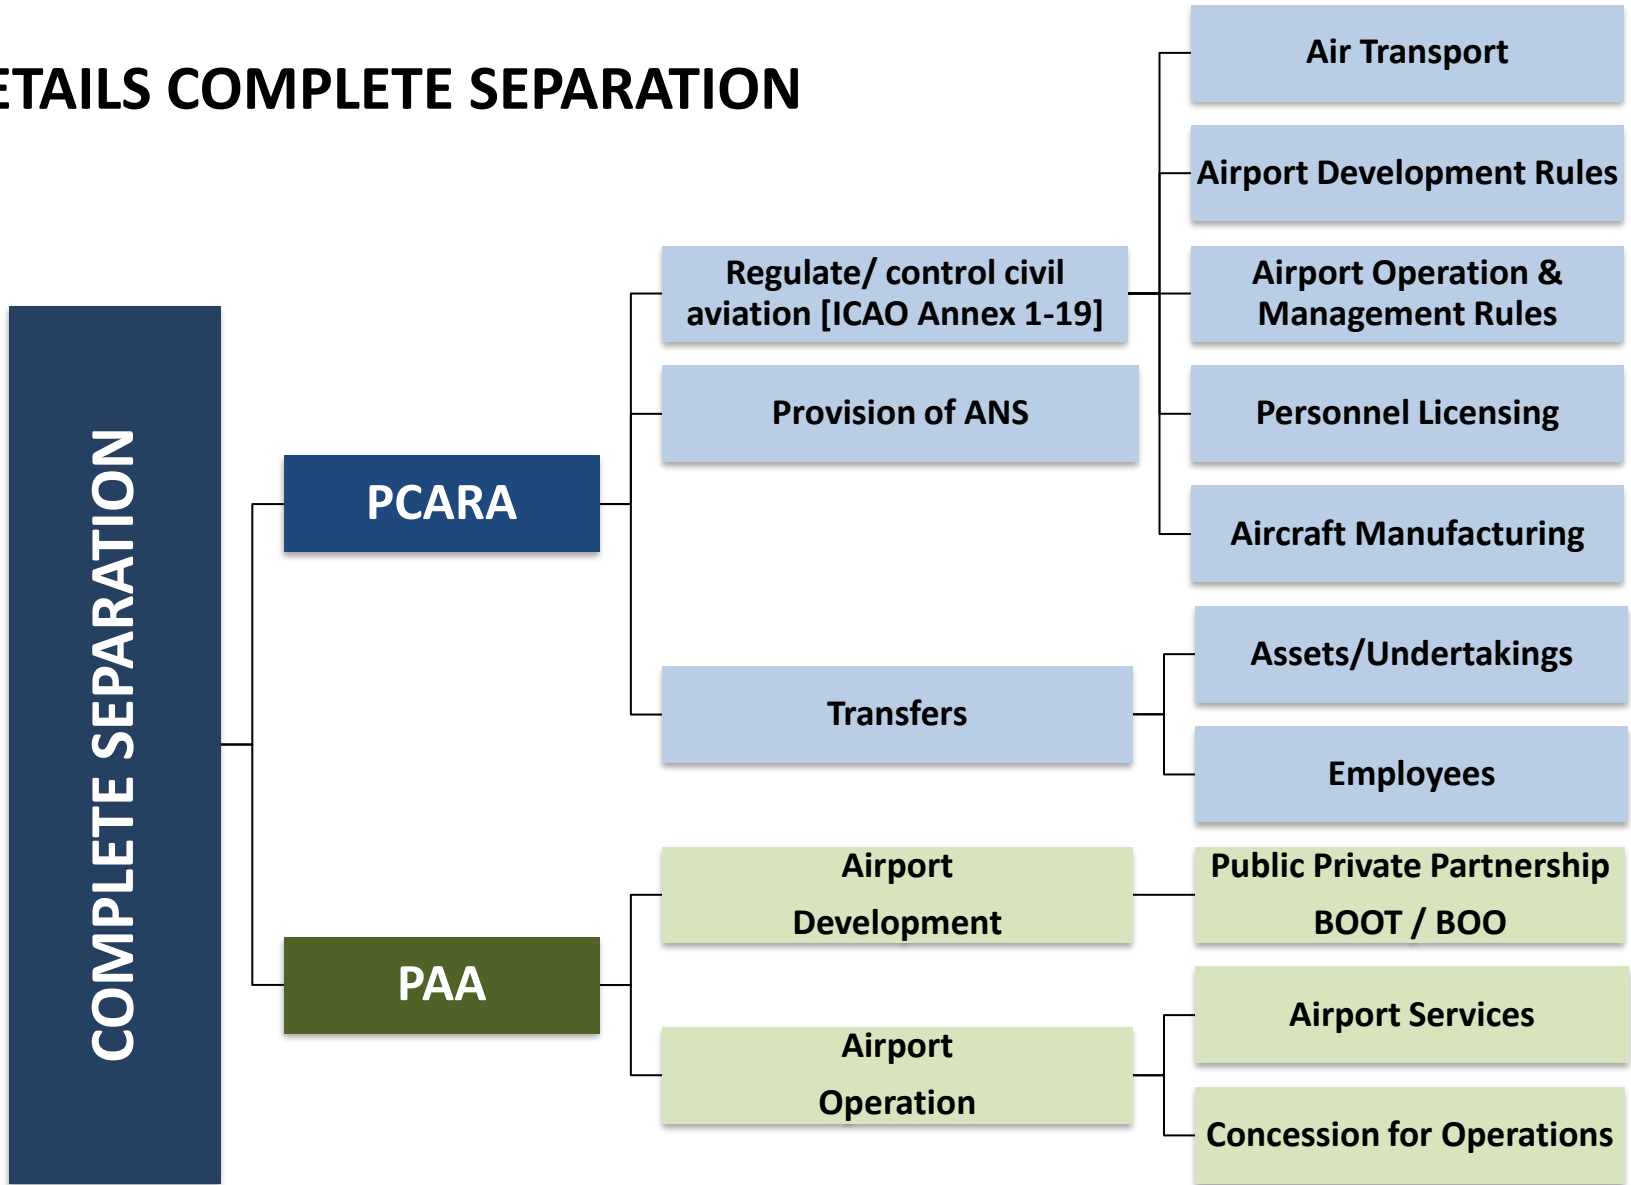 ETAILS COMPLETE SEPARATION
COMPLETE SEPARATION
PCARA
Regulate/ control civil
aviation [ICAO Annex 1-19]
Air Transport
Airport Development Rules
Airport Operation &
Management Rules
Personnel Licensing
Aircraft Manufacturing
Provision of ANS
Transfers
Assets/Undertakings
Employees
PAA
Airport
Development
Public Private Partnership
BOOT / BOO
Airport
Operation
Airport Services
Concession for Operations